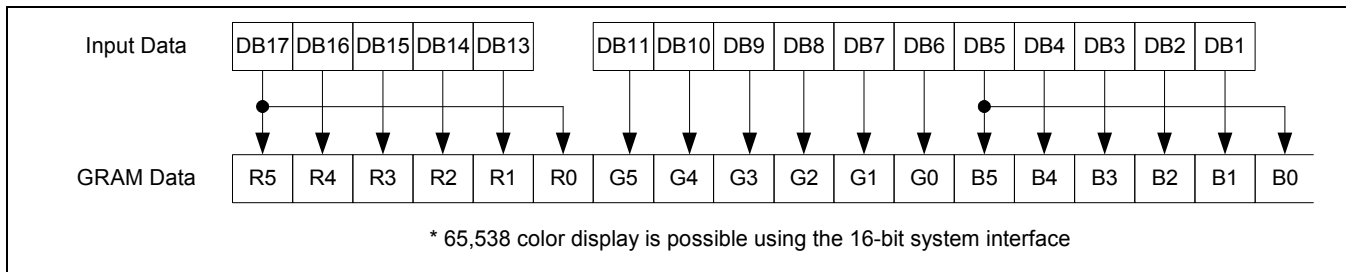 Input Data DB17 DB16 DB15 DB14 DB13 DB11 DB10 DB9 DB8 DB7 DB6 DB5 DB4 DB3 DB2 DB1
GRAM Data R5 R4 R3 R2 R1 R0 G5 G4 G3 G2 G1 G0 B5 B4 B3 B2 B1 B0
* 65,538 color display is possible using the 16-bit system interface